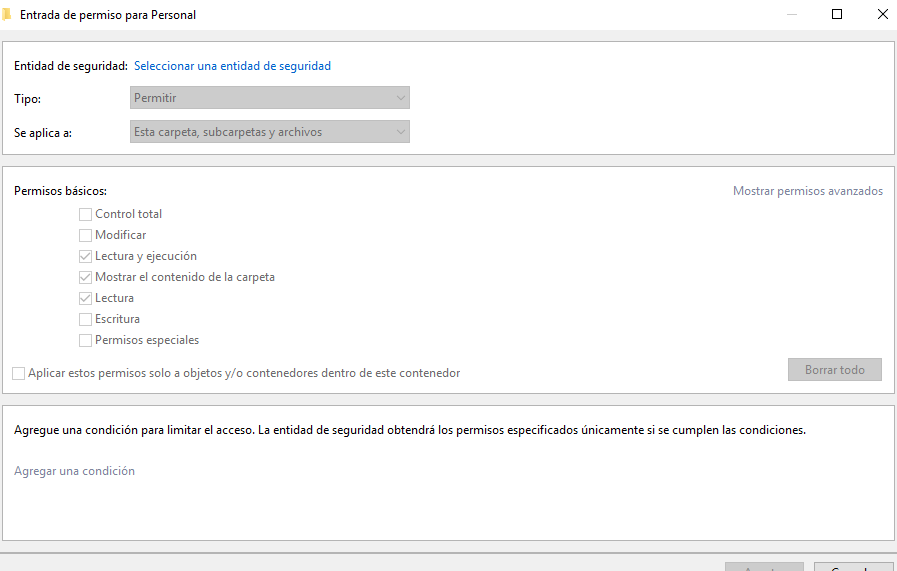 Entrada de permiso para Personal
Entidad de seguridad: Seleccionar una entidad de seguridad
Tipo: Permitir
Se aplica a: Esta carpeta, subcarpetas y archivos
Permisos básicos: Mostrar permisos avanzados
Control total
Modificar
Lectura y ejecución
Mostrar el contenido de la carpeta
Lectura
Escritura
Permisos especiales
Aplicar estos permisos solo a objetos y/o contenedores dentro de este contenedor
Borrar todo
Agregue una condición para limitar el acceso. La entidad de seguridad obtendrá los permisos especificados únicamente si se cumplen las condiciones.
Agregar una condición